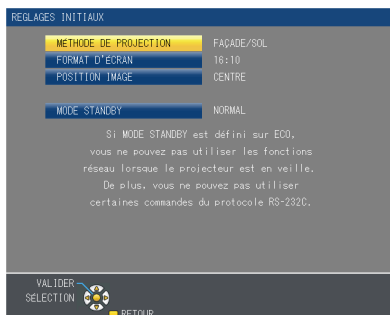 REGLAGES INITIAUX
MÉTHODE DE PROJECTION FAÇADE/SOL
FORMAT D'ÉCRAN 16:10
POSITION IMAGE CENTRE
MODE STANDBY NORMAL
Si MODE STANDBY est défini sur ECO,
vous ne pouvez pas utiliser les fonctions
réseau lorsque le projecteur est en veille.
De plus, vous ne pouvez pas utiliser
certaines commandes du protocole RS-232C.
VALIDER
SÉLECTION
RETOUR